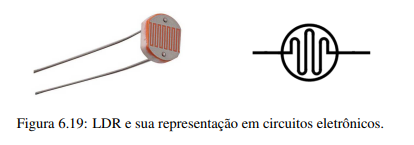 Figura 6.19: LDR e sua representação em circuitos eletrônicos.